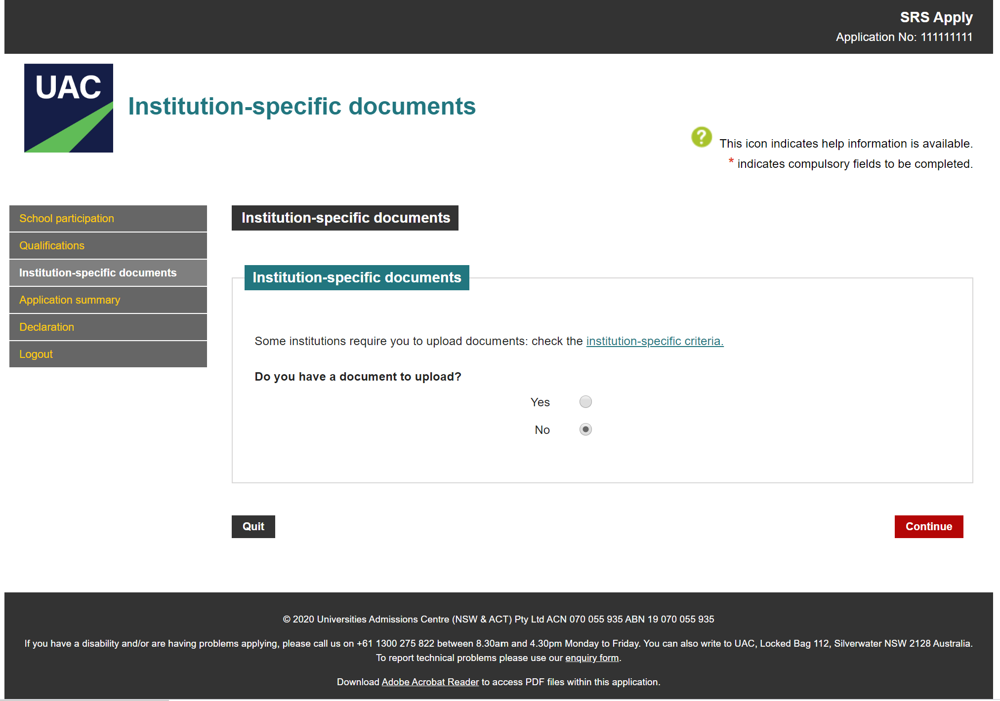 SRS Apply
Application No: 111111111
UAC
Institution-specific documents
? This icon indicates help information is available.
* indicates compulsory fields to be completed.
School participation
Qualifications
Institution-specific documents
Application summary
Declaration
Logout
Institution-specific documents
Institution-specific documents
Some institutions require you to upload documents: check the institution-specific criteria.
Do you have a document to upload?
Yes
No
Quit
Continue
© 2020 Universities Admissions Centre (NSW & ACT) Pty Ltd ACN 070 055 935 ABN 19 070 055 935
If you have a disability and/or are having problems applying, please call us on +61 1300 275 822 between 8.30am and 4.30pm Monday to Friday. You can also write to UAC, Locked Bag 112, Silverwater NSW 2128 Australia.
To report technical problems please use our enquiry form.
Download Adobe Acrobat Reader to access PDF files within this application.